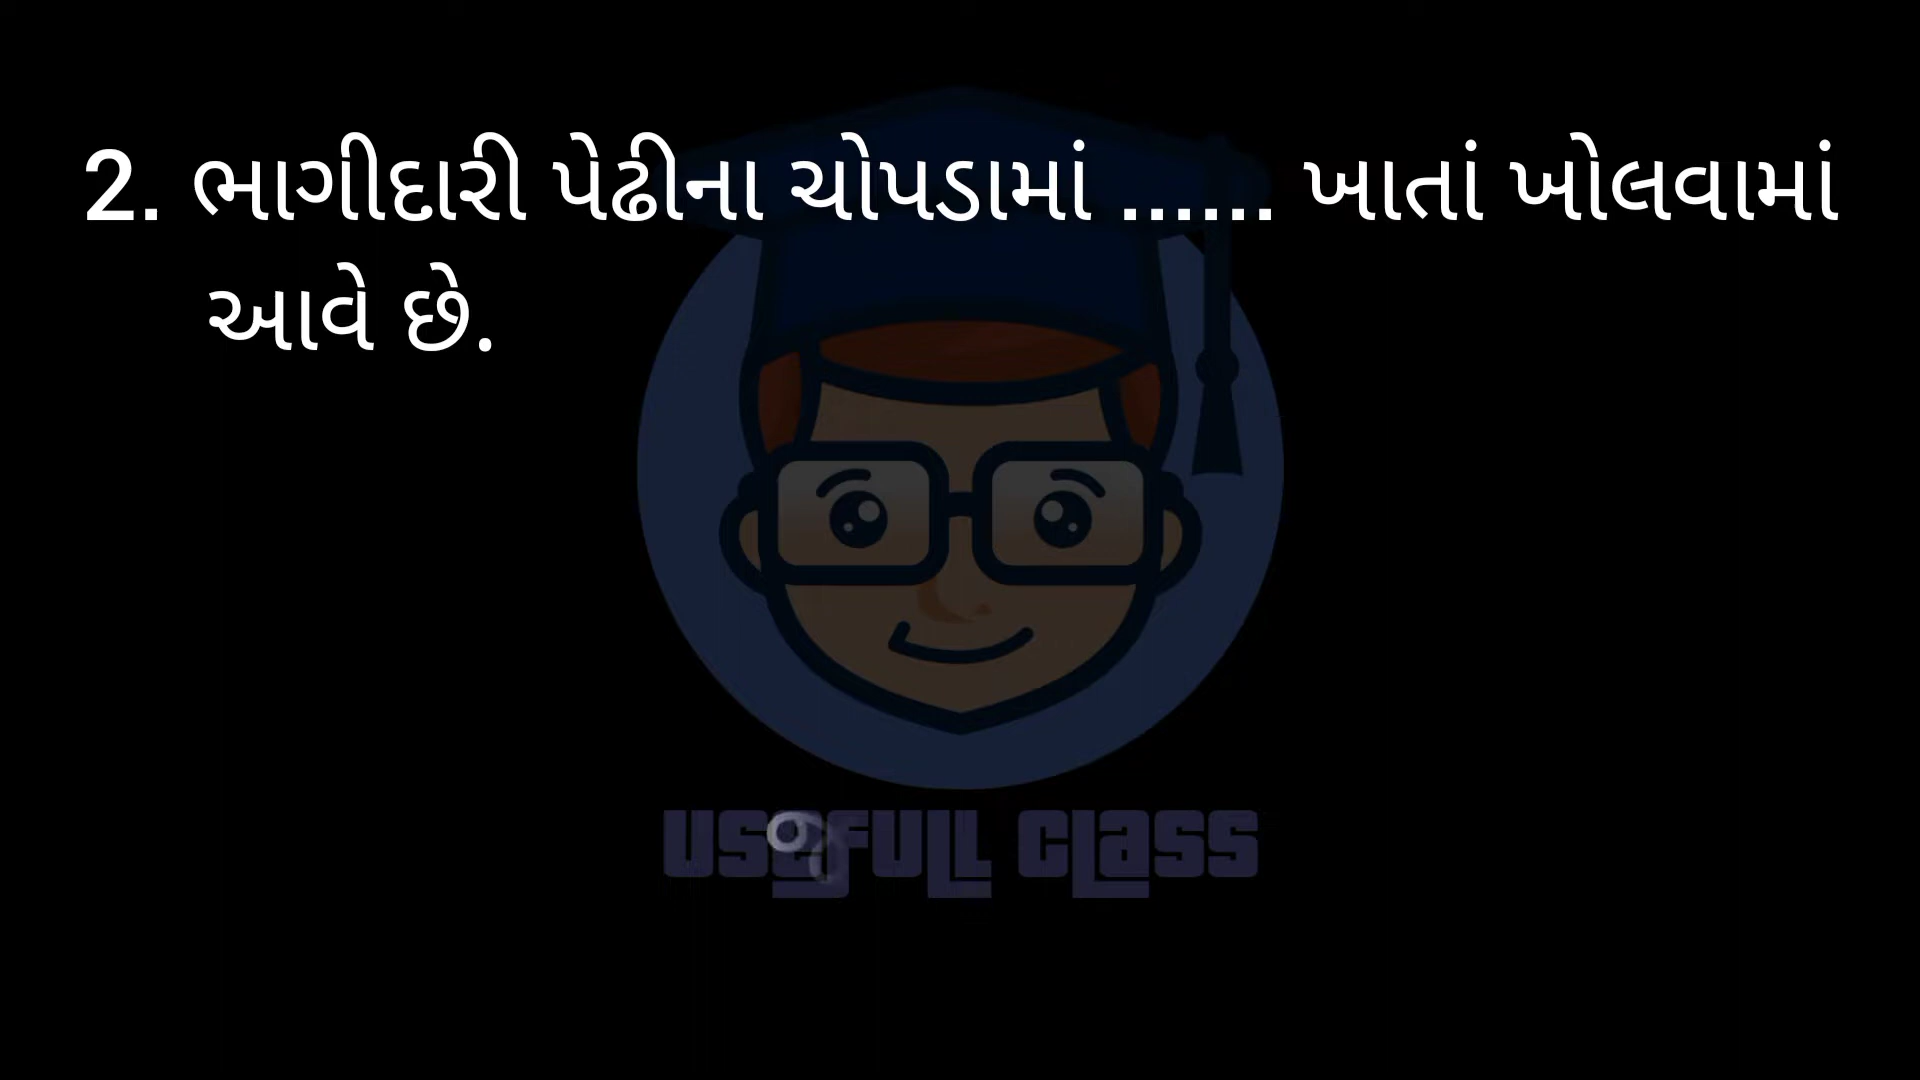 2. ભાગીદારી પેઢીના ચોપડામાં ...... ખાતાં ખોલવામાં
આવે છે.
USEFULL CLASS